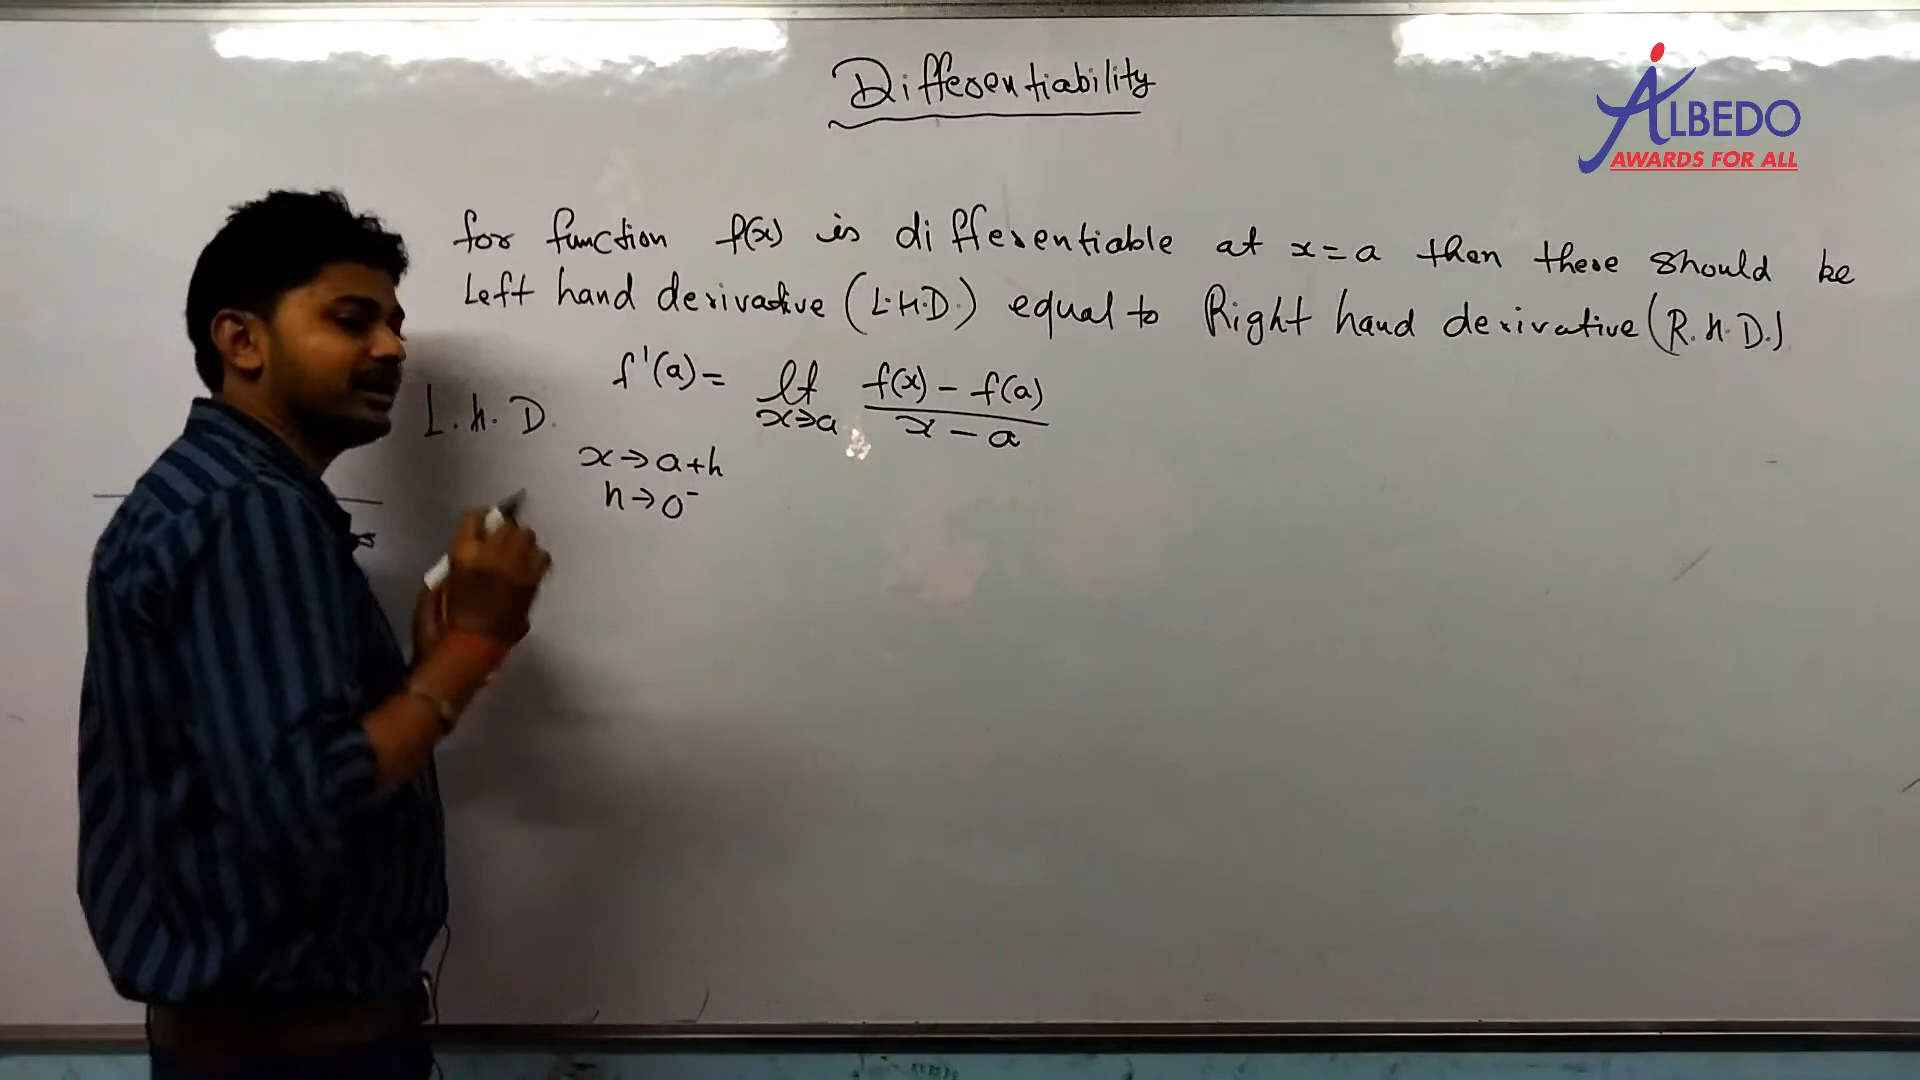 Differentiability
ALBEDO
AWARDS FOR ALL
for function f(x) is differentiable at x=a then there should be
Left hand derivative (L.H.D.) equal to Right hand derivative (R.H.D.)
f'(a) = lt x→a f(x) - f(a) / x - a
L.H.D.
x→a+h
h→0⁻